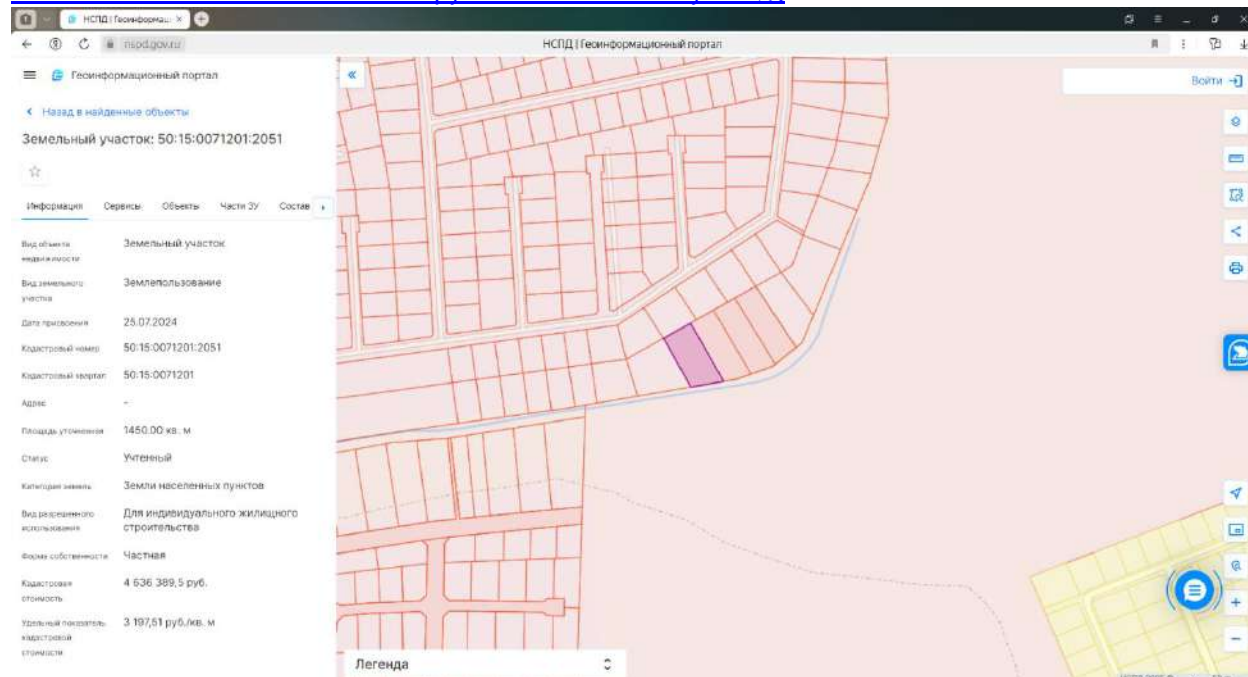 НСПД | Геоинформац...
nspd.gov.ru
НСПД | Геоинформационный портал
Геоинформационный портал
Войти
Назад в найденные объекты
Земельный участок: 50:15:0071201:2051
Информация Сервисы Объекты Части ЗУ Состав
Вид объекта недвижимости Земельный участок
Вид земельного участка Землепользование
Дата присвоения 25.07.2024
Кадастровый номер 50:15:0071201:2051
Кадастровый квартал 50:15:0071201
Адрес -
Площадь уточненная 1450.00 кв. м
Статус Учтенный
Категория земель Земли населенных пунктов
Вид разрешенного использования Для индивидуального жилищного строительства
Форма собственности Частная
Кадастровая стоимость 4 636 389,5 руб.
Удельный показатель кадастровой стоимости 3 197,51 руб./кв. м
Легенда